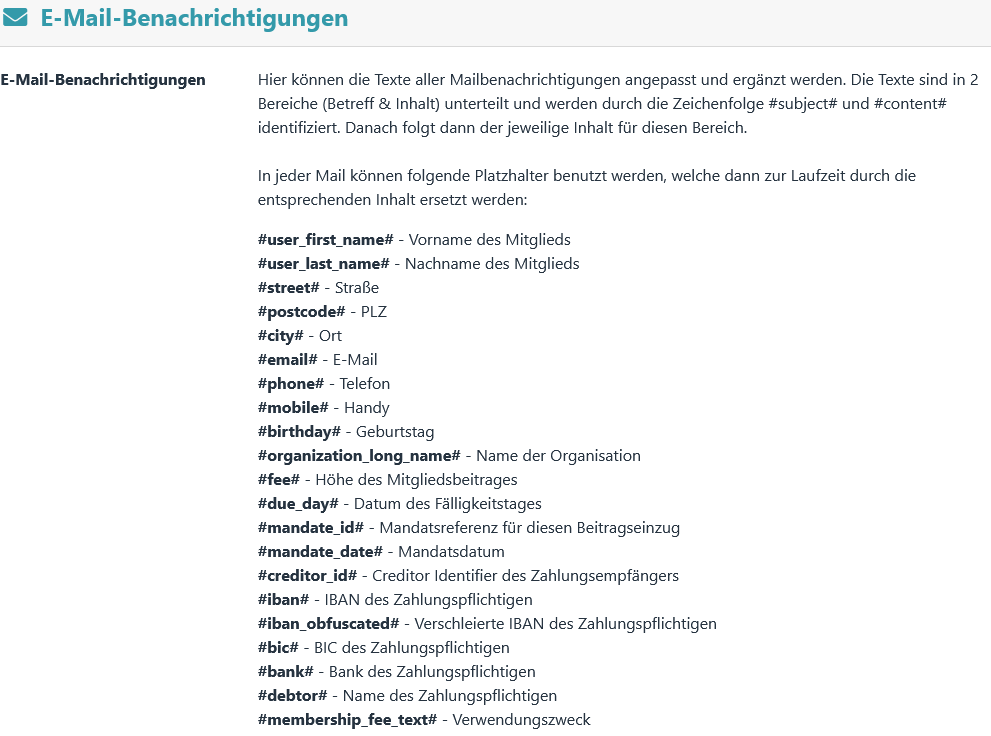 E-Mail-Benachrichtigungen
E-Mail-Benachrichtigungen
Hier können die Texte aller Mailbenachrichtigungen angepasst und ergänzt werden. Die Texte sind in 2
Bereiche (Betreff & Inhalt) unterteilt und werden durch die Zeichenfolge #subject# und #content#
identifiziert. Danach folgt dann der jeweilige Inhalt für diesen Bereich.
In jeder Mail können folgende Platzhalter benutzt werden, welche dann zur Laufzeit durch die
entsprechenden Inhalt ersetzt werden:
#user_first_name# - Vorname des Mitglieds
#user_last_name# - Nachname des Mitglieds
#street# - Straße
#postcode# - PLZ
#city# - Ort
#email# - E-Mail
#phone# - Telefon
#mobile# - Handy
#birthday# - Geburtstag
#organization_long_name# - Name der Organisation
#fee# - Höhe des Mitgliedsbeitrages
#due_day# - Datum des Fälligkeitstages
#mandate_id# - Mandatsreferenz für diesen Beitragseinzug
#mandate_date# - Mandatsdatum
#creditor_id# - Creditor Identifier des Zahlungsempfängers
#iban# - IBAN des Zahlungspflichtigen
#iban_obfuscated# - Verschleierte IBAN des Zahlungspflichtigen
#bic# - BIC des Zahlungspflichtigen
#bank# - Bank des Zahlungspflichtigen
#debtor# - Name des Zahlungspflichtigen
#membership_fee_text# - Verwendungszweck